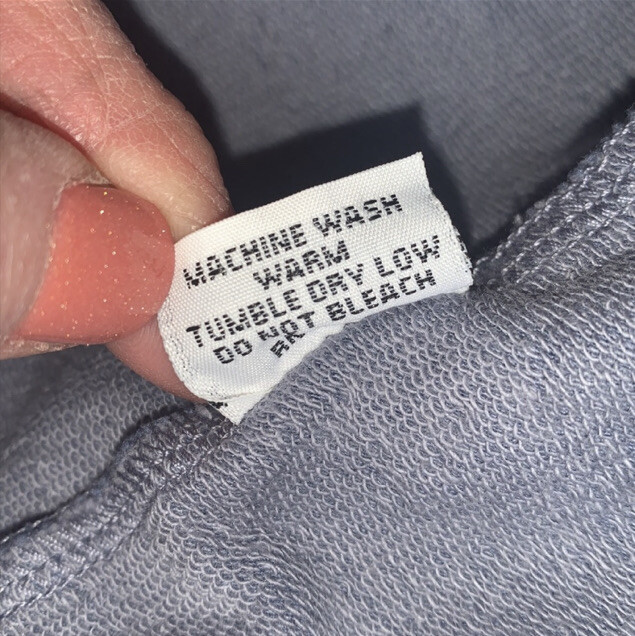 MACHINE WASH
WARM
TUMBLE DRY LOW
DO NOT BLEACH